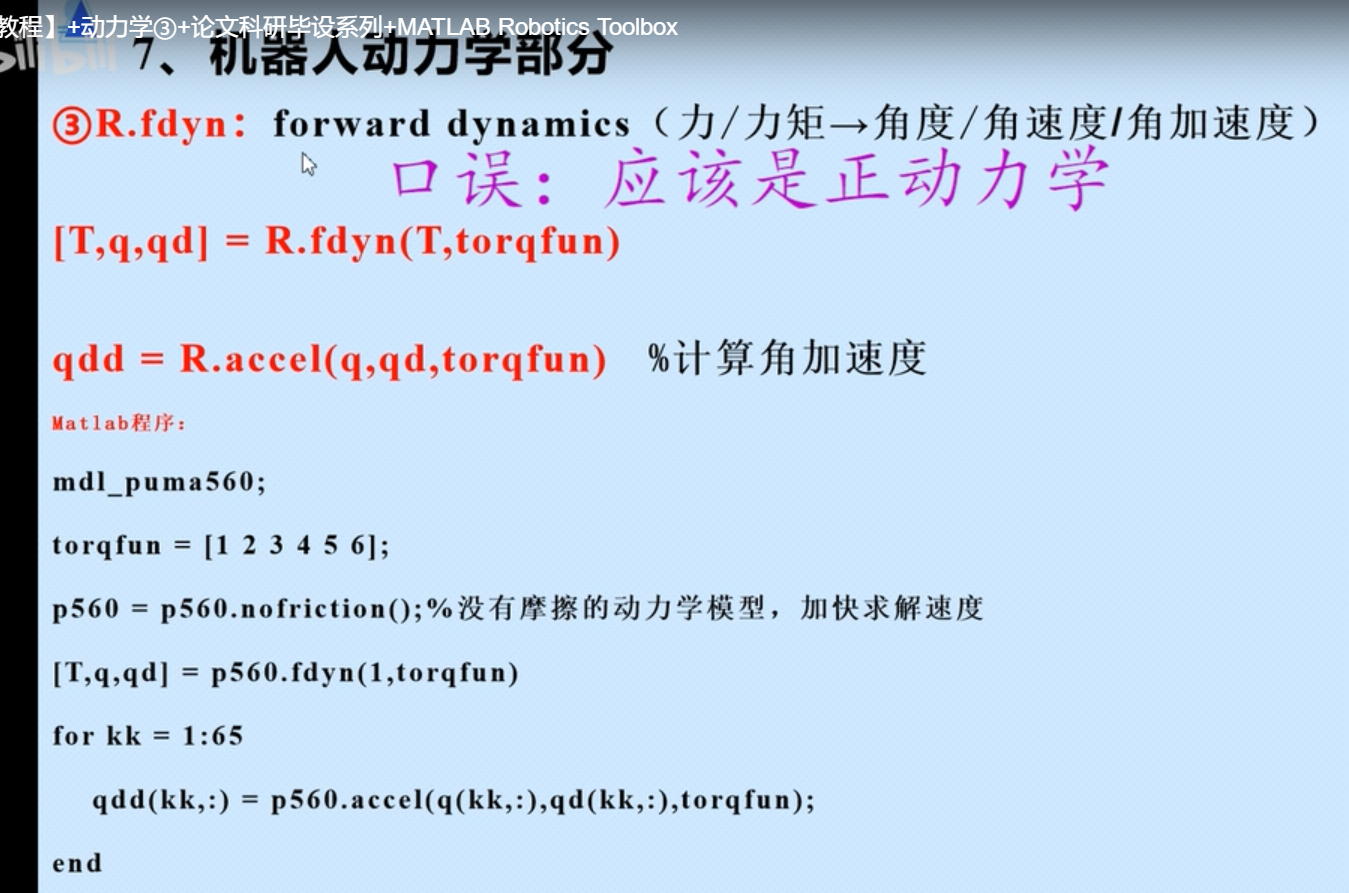 教程】+动力学③+论文科研毕设系列+MATLAB Robotics Toolbox
bilibili
7、机器人动力学部分
③R.fdyn：forward dynamics（力/力矩→角度/角速度/角加速度）
口误：应该是正动力学
[T,q,qd] = R.fdyn(T,torqfun)
qdd = R.accel(q,qd,torqfun) %计算角加速度
Matlab程序：
mdl_puma560;
torqfun = [1 2 3 4 5 6];
p560 = p560.nofriction();%没有摩擦的动力学模型，加快求解速度
[T,q,qd] = p560.fdyn(1,torqfun)
for kk = 1:65
qdd(kk,:) = p560.accel(q(kk,:),qd(kk,:),torqfun);
end